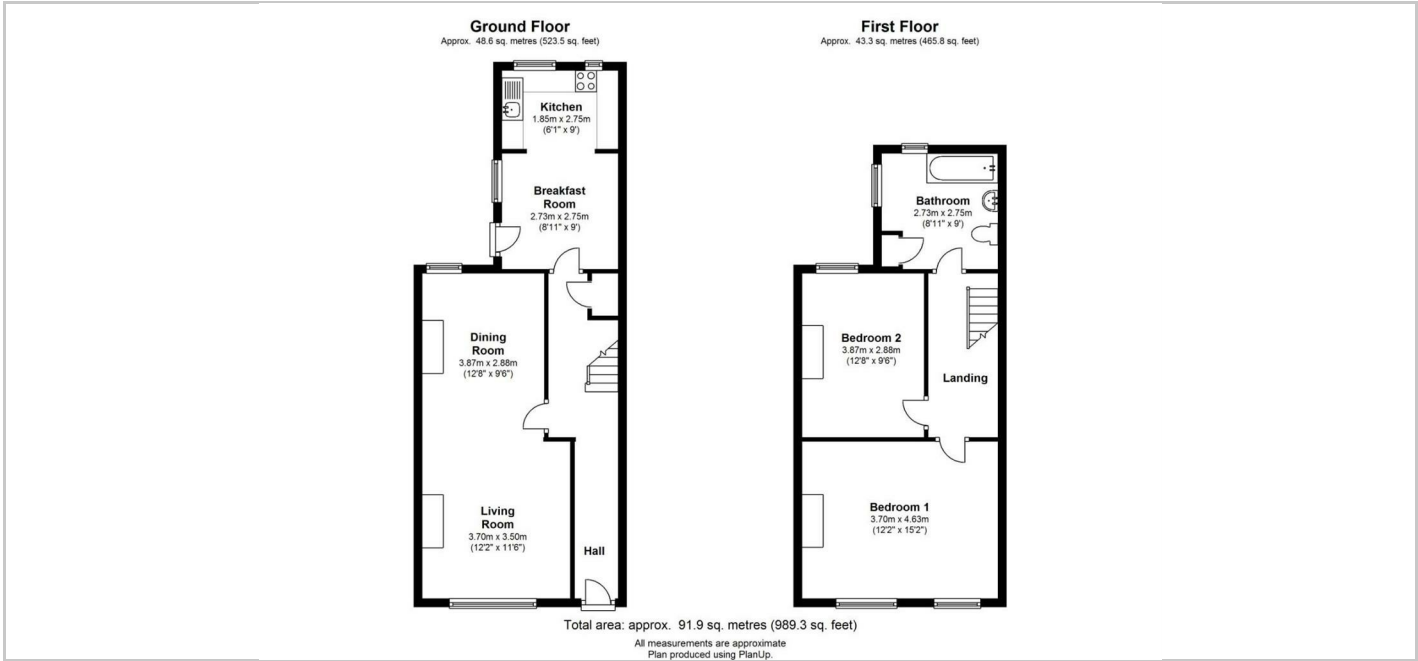 Ground Floor
Approx. 48.6 sq. metres (523.5 sq. feet)
Kitchen
1.85m x 2.75m
(6'1" x 9')
Breakfast
Room
2.73m x 2.75m
(8'11" x 9')
Dining
Room
3.87m x 2.88m
(12'8" x 9'6")
Living
Room
3.70m x 3.50m
(12'2" x 11'6")
Hall
First Floor
Approx. 43.3 sq. metres (465.8 sq. feet)
Bathroom
2.73m x 2.75m
(8'11" x 9')
Bedroom 2
3.87m x 2.88m
(12'8" x 9'6")
Landing
Bedroom 1
3.70m x 4.63m
(12'2" x 15'2")
Total area: approx. 91.9 sq. metres (989.3 sq. feet)
All measurements are approximate
Plan produced using PlanUp.